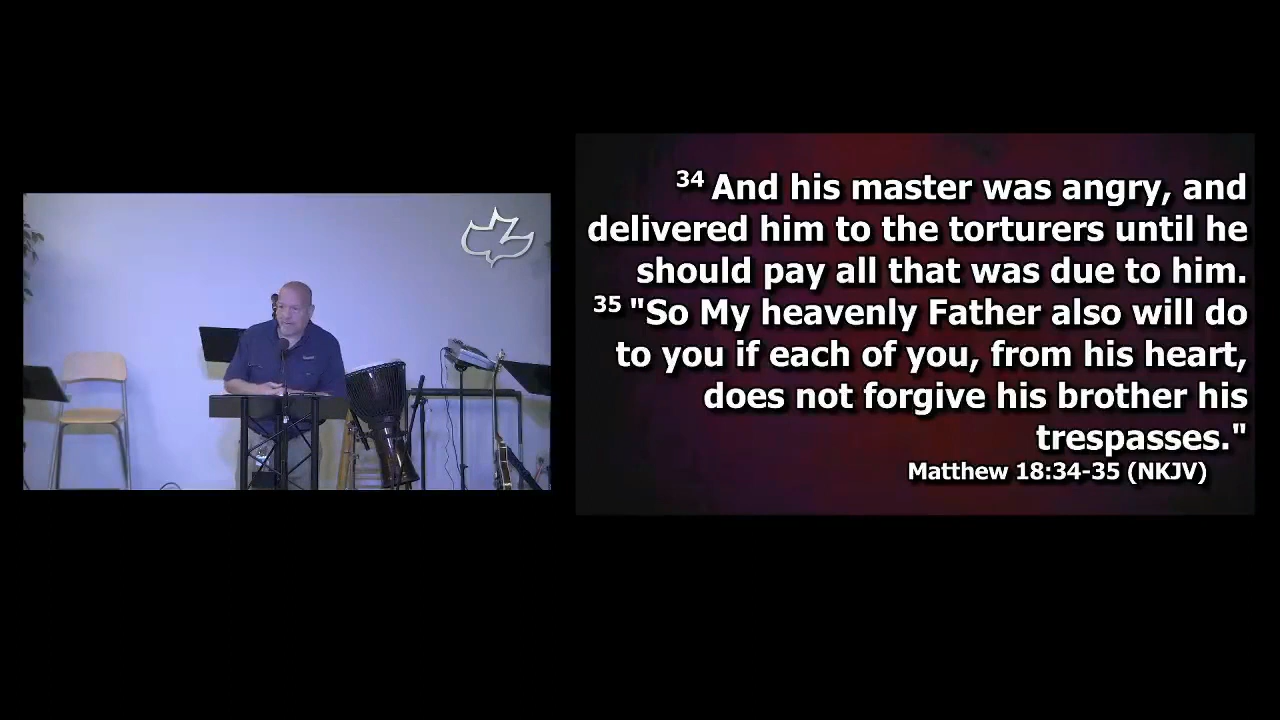 34 And his master was angry, and
delivered him to the torturers until he
should pay all that was due to him.
35 "So My heavenly Father also will do
to you if each of you, from his heart,
does not forgive his brother his
trespasses."
Matthew 18:34-35 (NKJV)